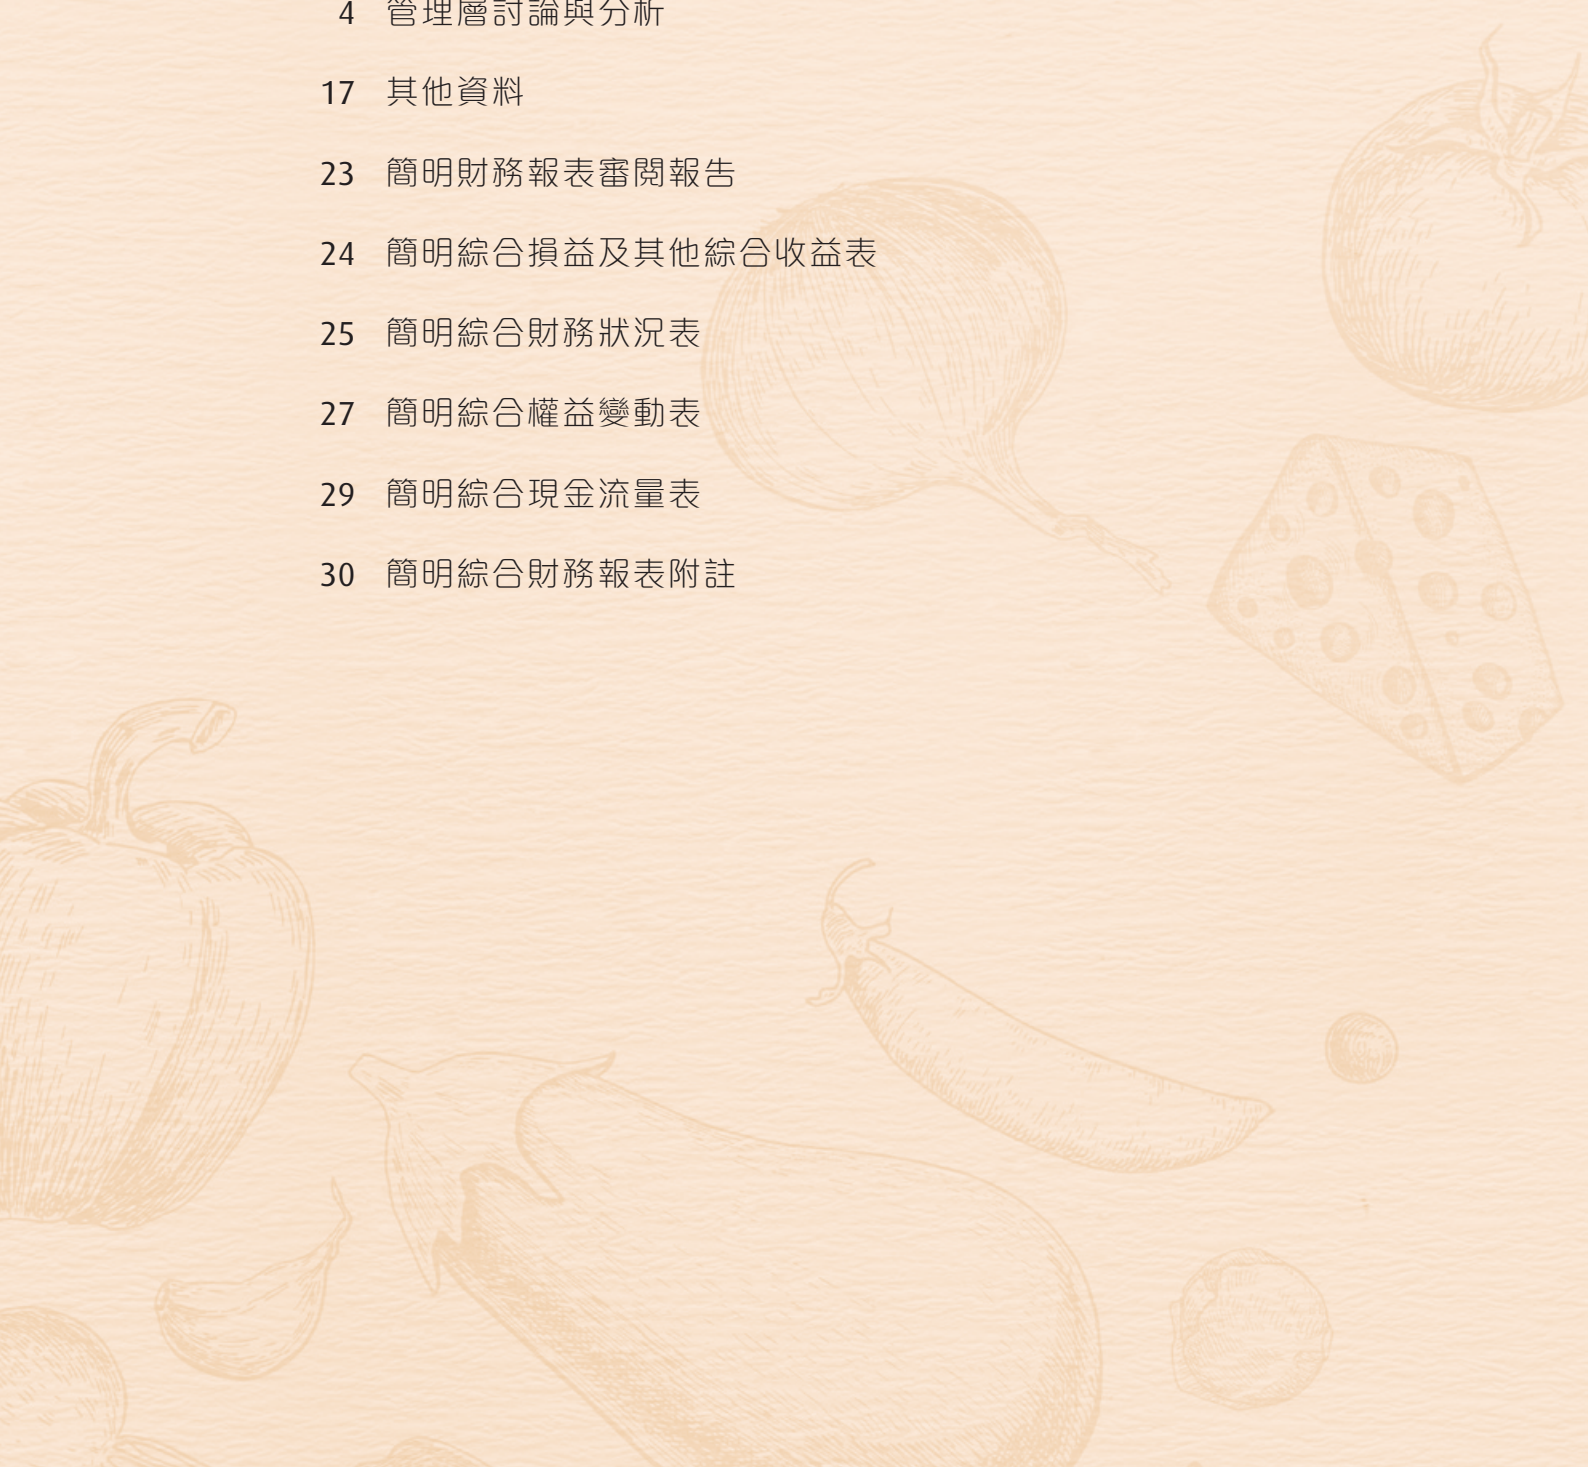 4 管理層討論與分析
17 其他資料
23 簡明財務報表審閱報告
24 簡明綜合損益及其他綜合收益表
25 簡明綜合財務狀況表
27 簡明綜合權益變動表
29 簡明綜合現金流量表
30 簡明綜合財務報表附註